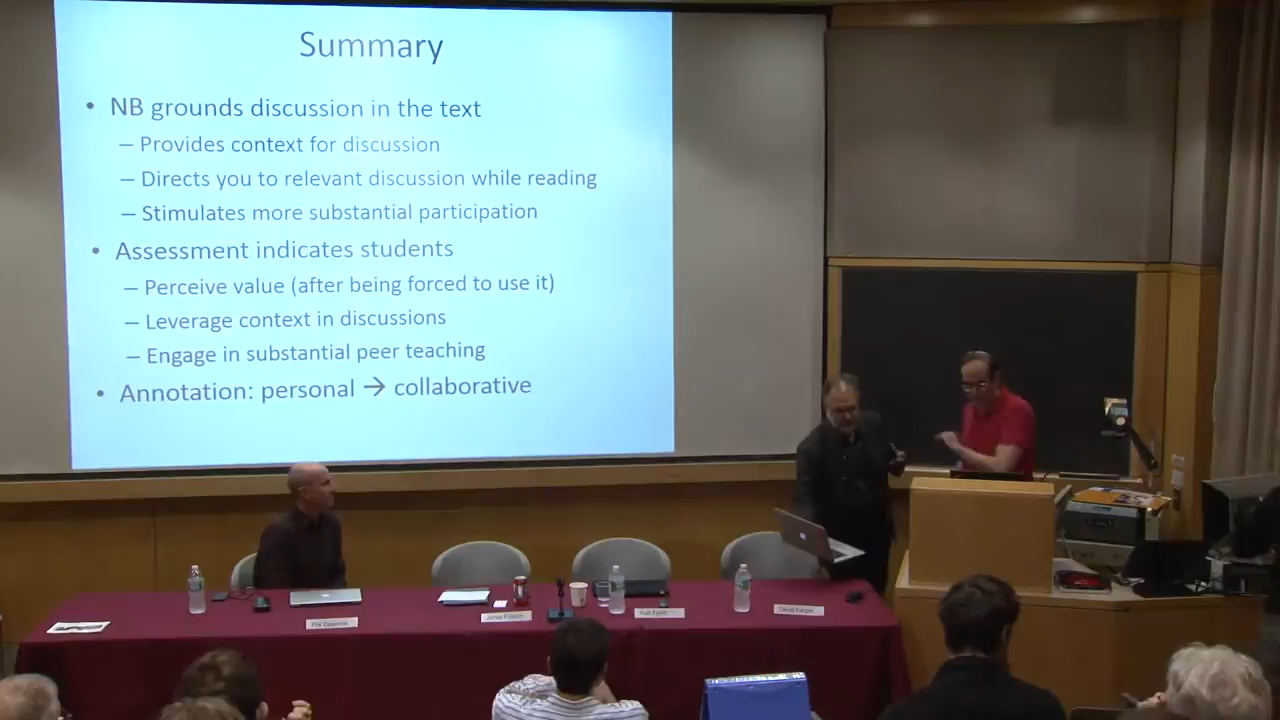 Summary
• NB grounds discussion in the text
– Provides context for discussion
– Directs you to relevant discussion while reading
– Stimulates more substantial participation
• Assessment indicates students
– Perceive value (after being forced to use it)
– Leverage context in discussions
– Engage in substantial peer teaching
• Annotation: personal → collaborative
David Karger